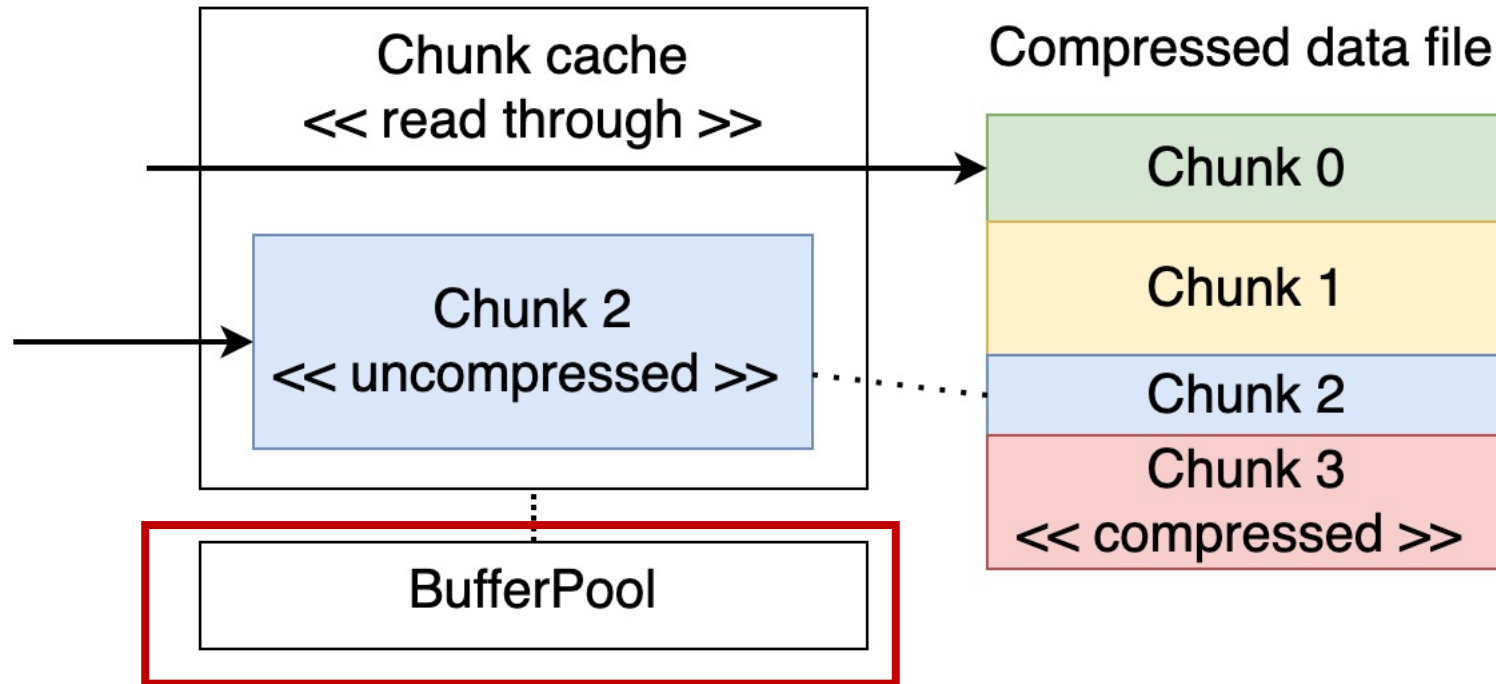 Chunk cache
<< read through >>
Compressed data file
Chunk 0
Chunk 1
Chunk 2
<< uncompressed >>
Chunk 2
Chunk 3
<< compressed >>
BufferPool